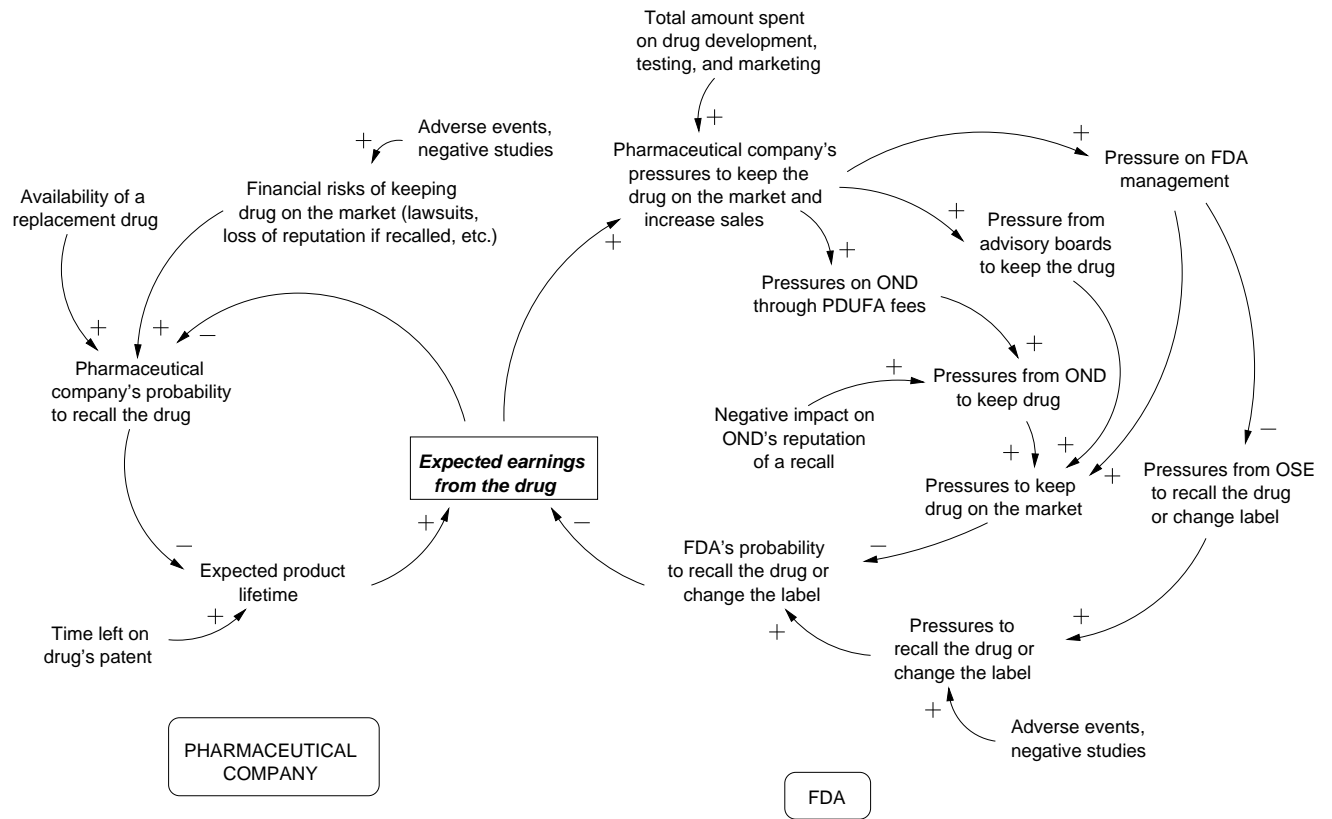 Total amount spent
on drug development,
testing, and marketing
+
Adverse events,
negative studies
+
Pharmaceutical company's
pressures to keep the
drug on the market and
increase sales
+
Pressure on FDA
management
+
Availability of a
replacement drug
Financial risks of keeping
drug on the market (lawsuits,
loss of reputation if recalled, etc.)
+
Pressure from
advisory boards
to keep the drug
+
+
Pressures on OND
through PDUFA fees
+
+
–
Pharmaceutical
company's probability
to recall the drug
+
Pressures from OND
to keep drug
+
Negative impact on
OND's reputation
of a recall
Expected earnings
from the drug
+
+
+
–
Pressures to keep
drug on the market
Pressures from OSE
to recall the drug
or change label
+
–
–
–
FDA's probability
to recall the drug or
change the label
Expected product
lifetime
+
Time left on
drug's patent
+
+
Pressures to
recall the drug or
change the label
+
Adverse events,
negative studies
PHARMACEUTICAL
COMPANY
FDA